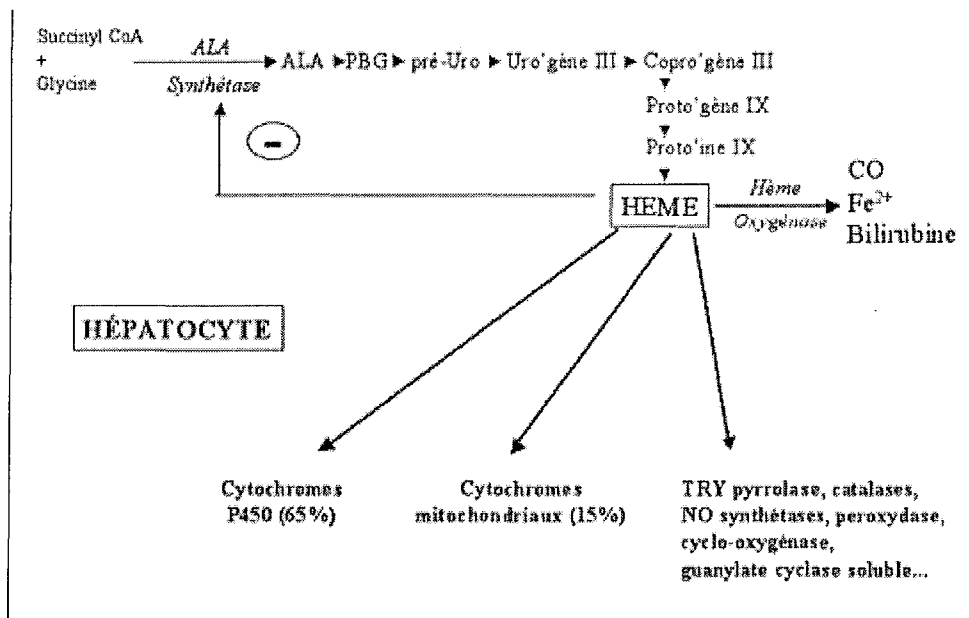 Succinyl CoA
+
Glycine
ALA
Synthétase
ALA PBG pré-Uro Uro'gène III Copro'gène III
Proto'gène IX
Proto'ine IX
-
HEME
Hème
Oxygénase
CO
Fe2+
Bilirubine
HÉPATOCYTE
Cytochromes
P450 (65%)
Cytochromes
mitochondriaux (15%)
TRY pyrrolase, catalases,
NO synthétases, peroxydase,
cyclo-oxygénase,
guanylate cyclase soluble...